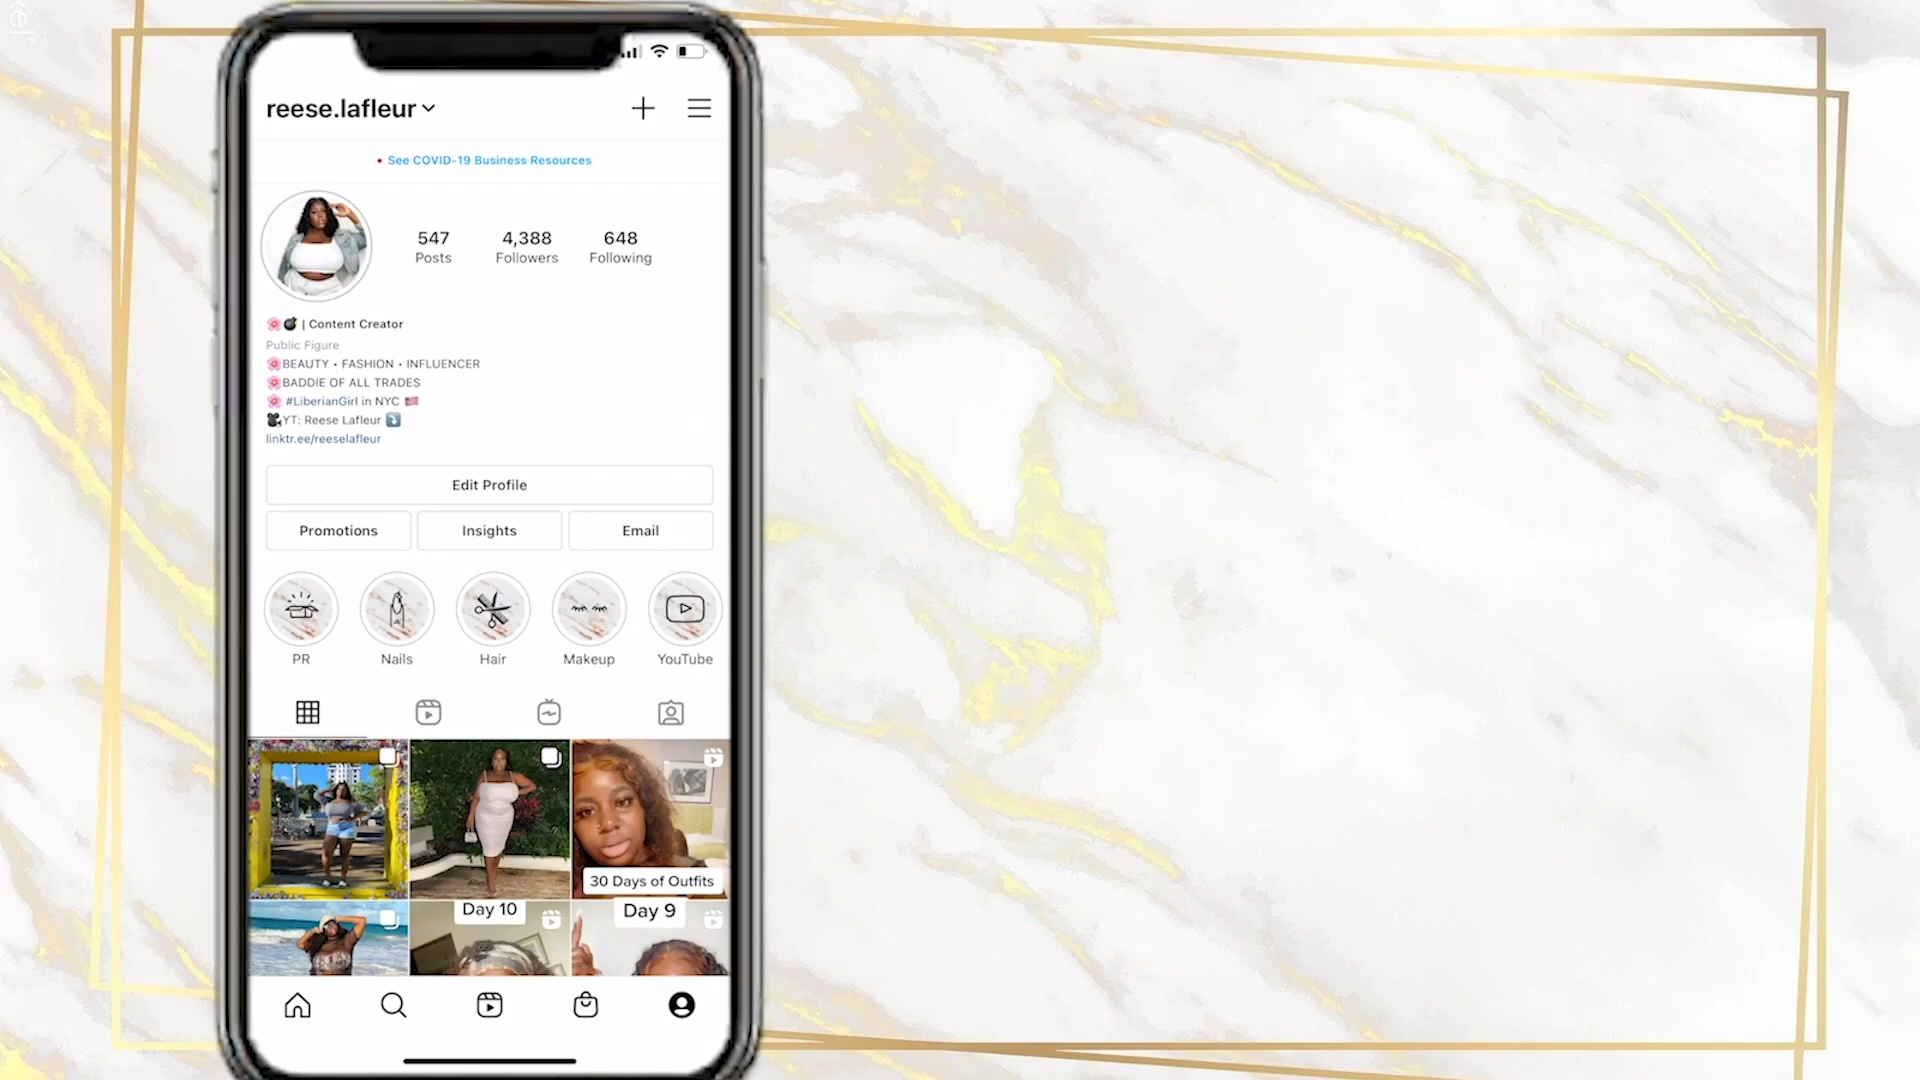 reese.lafleur
See COVID-19 Business Resources
547
Posts
4,388
Followers
648
Following
| Content Creator
Public Figure
BEAUTY • FASHION • INFLUENCER
BADDIE OF ALL TRADES
#LiberianGirl in NYC
YT: Reese Lafleur
linktr.ee/reeselafleur
Edit Profile
Promotions
Insights
Email
PR
Nails
Hair
Makeup
YouTube
30 Days of Outfits
Day 10
Day 9